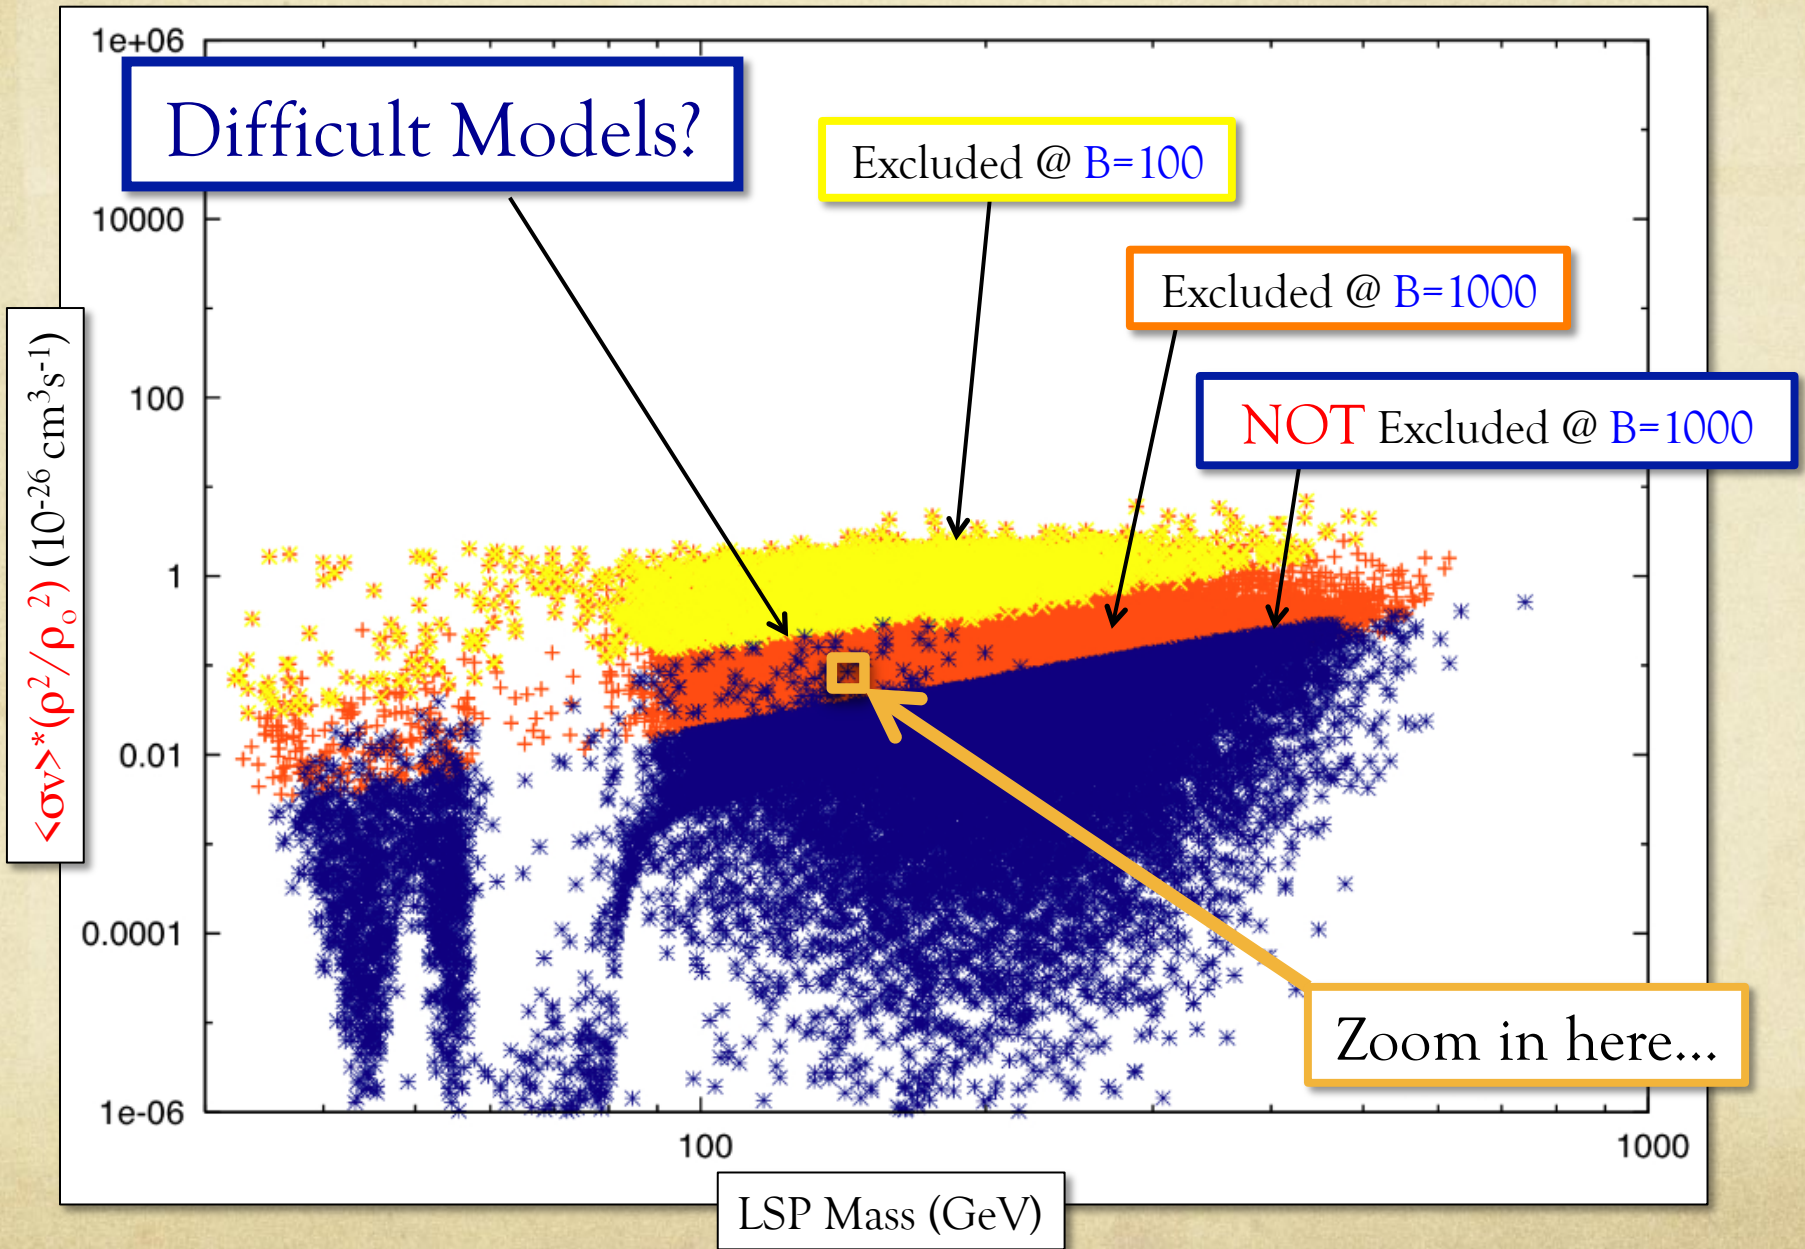 1e+06
Difficult Models?
Excluded @ B=100
10000
Excluded @ B=1000
100
NOT Excluded @ B=1000
<σv>*(ρ²/ρₒ²) (10⁻²⁶ cm³s⁻¹)
1
0.01
0.0001
Zoom in here...
1e-06
100
1000
LSP Mass (GeV)